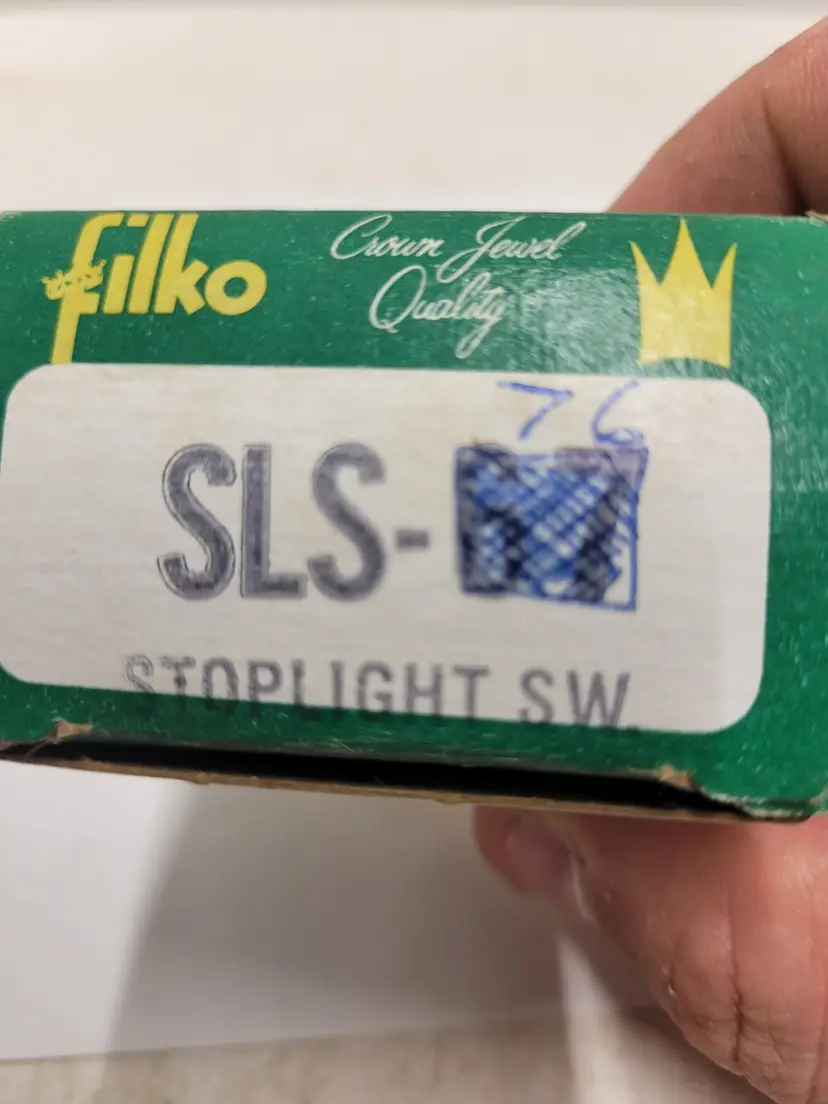 filko
Crown Jewel
Quality
76
SLS-
STOPLIGHT SW.